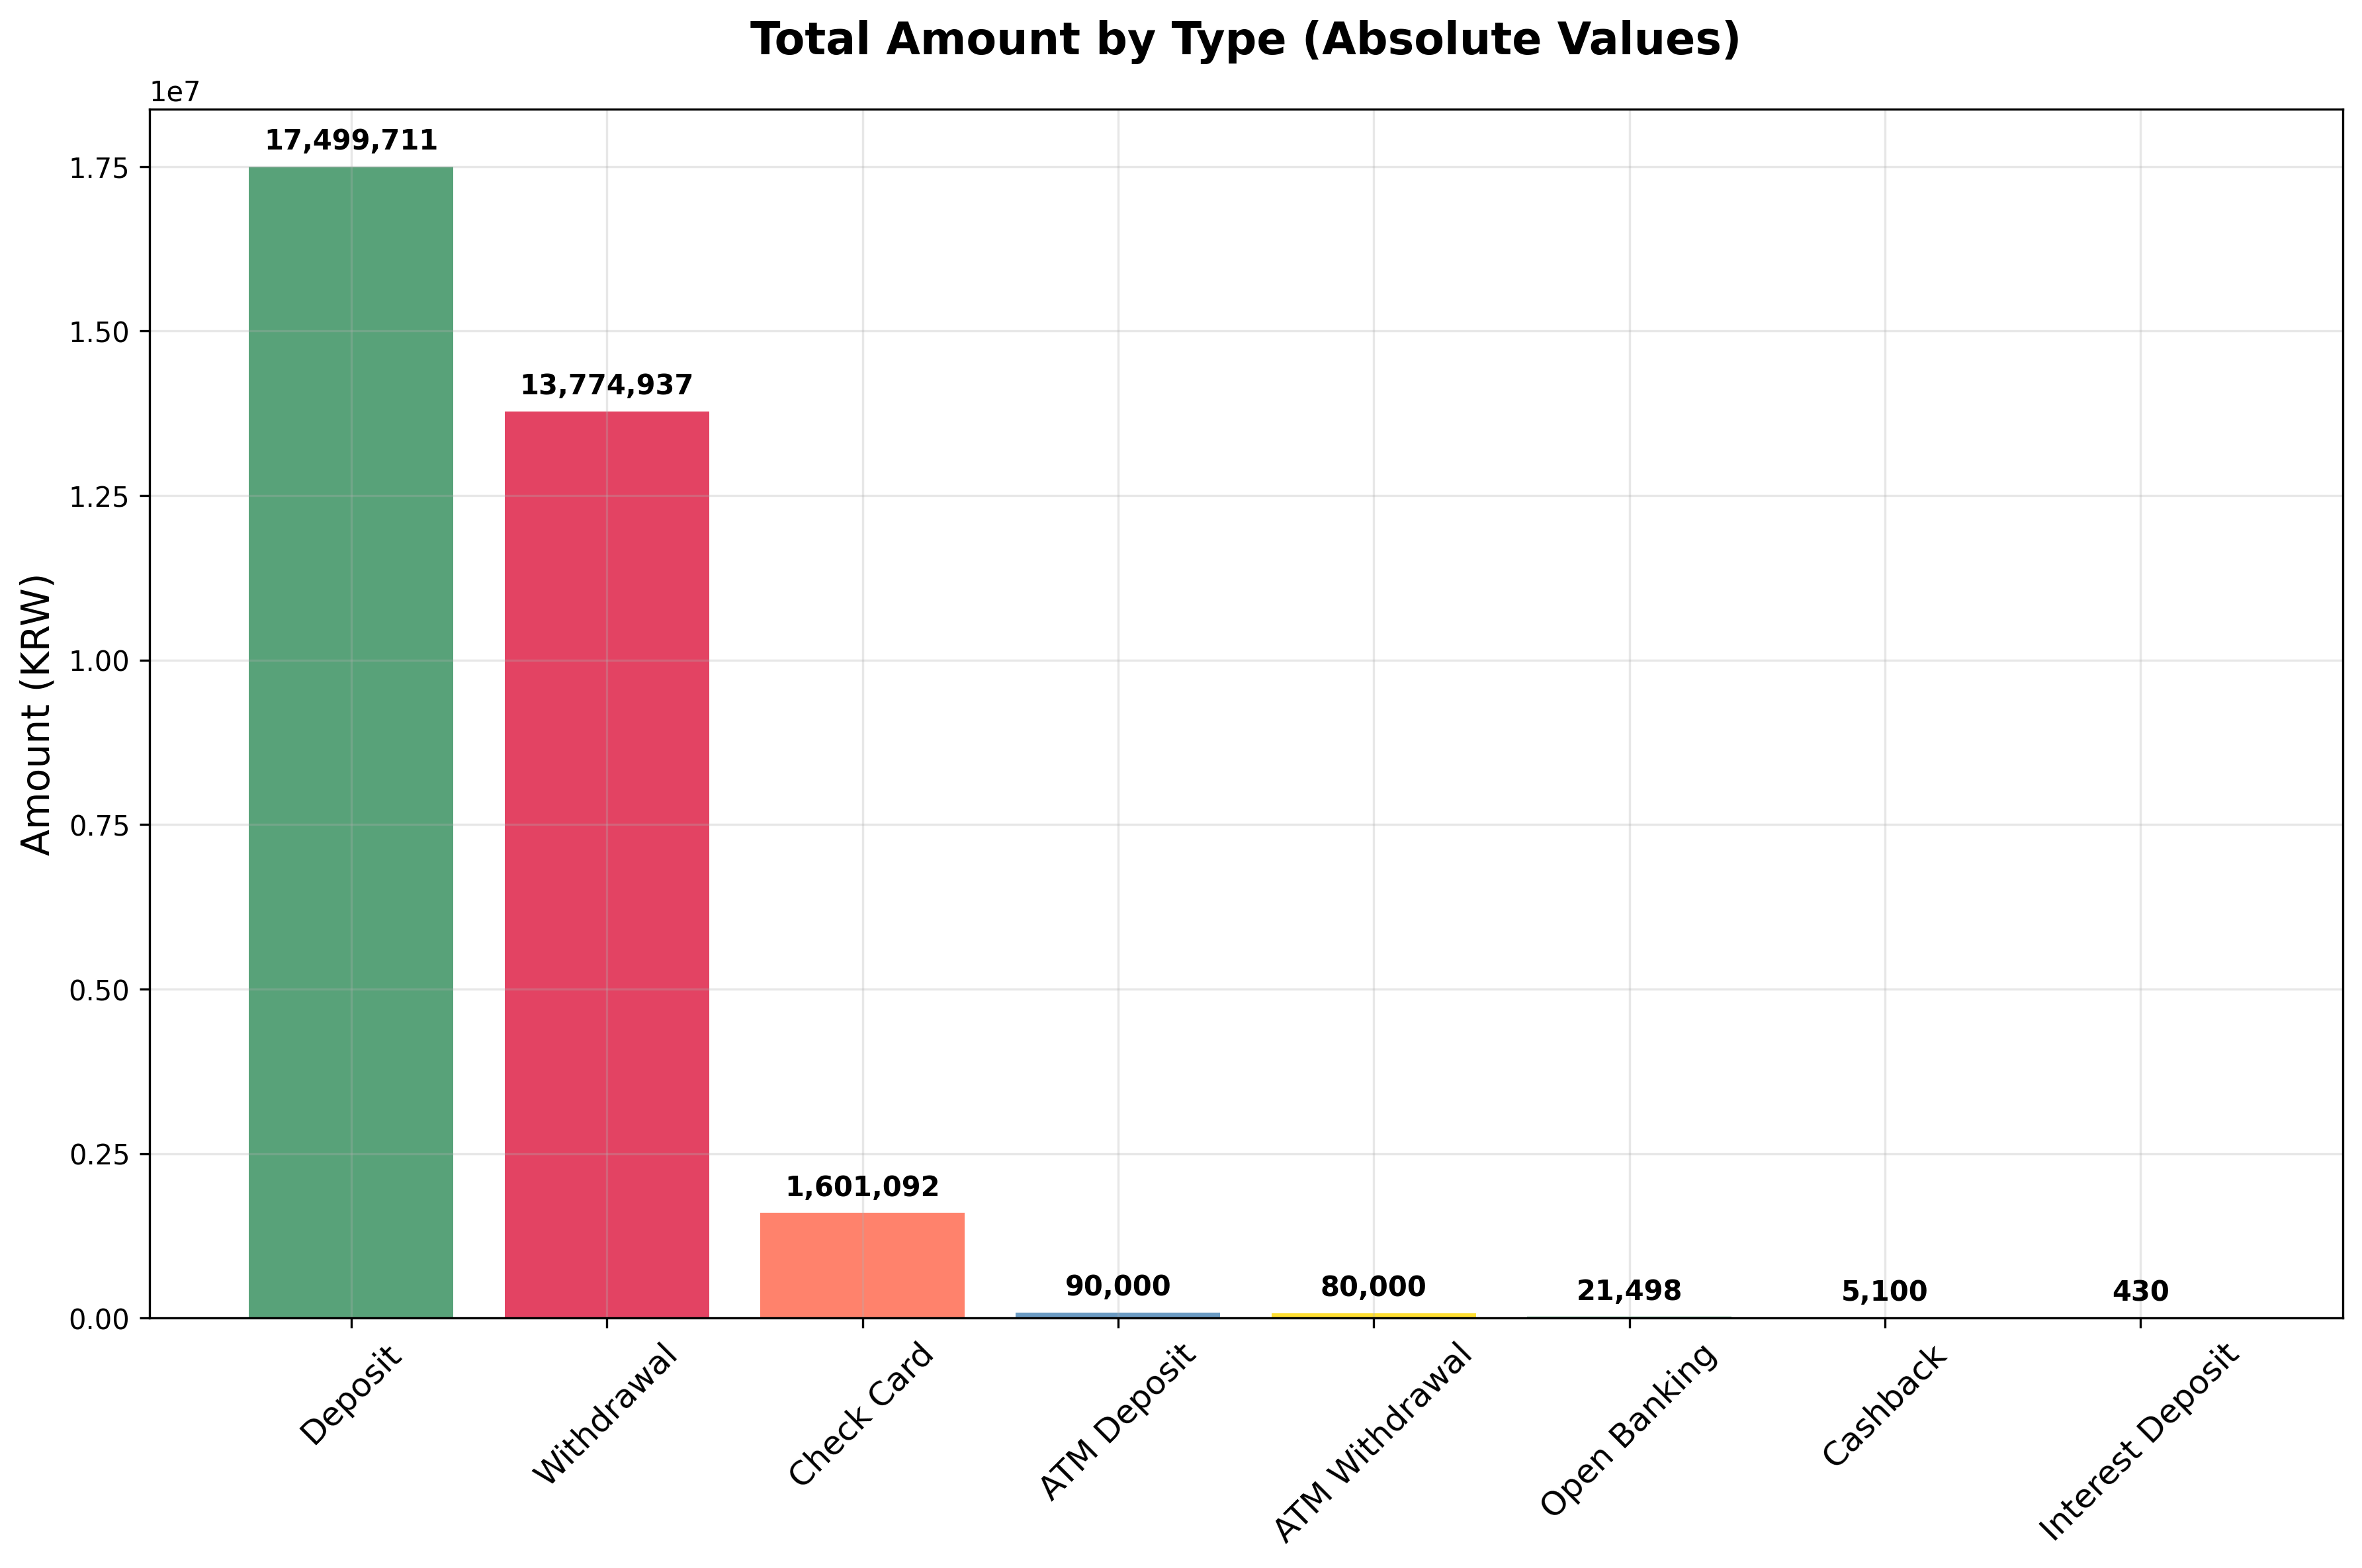 Total Amount by Type (Absolute Values)
1e7
Amount (KRW)
1.75
1.50
1.25
1.00
0.75
0.50
0.25
0.00
17,499,711
13,774,937
1,601,092
90,000
80,000
21,498
5,100
430
Deposit
Withdrawal
Check Card
ATM Deposit
ATM Withdrawal
Open Banking
Cashback
Interest Deposit